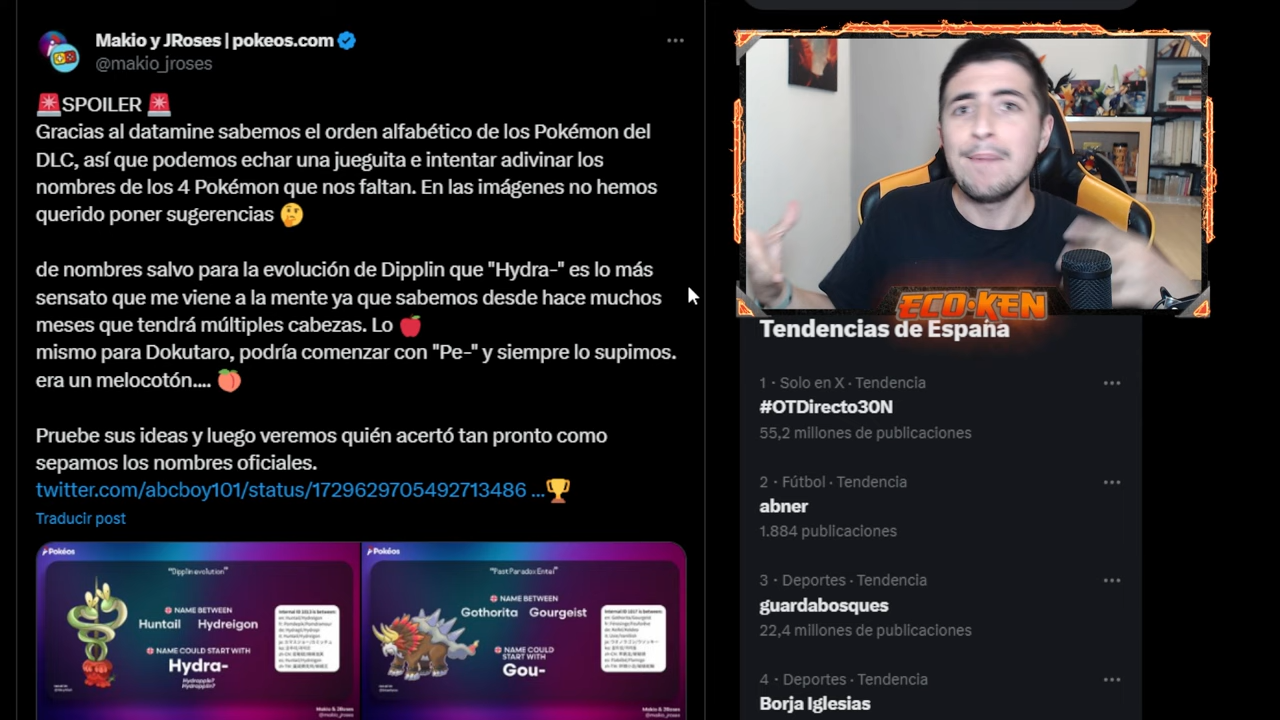 Makio y JRoses | pokeos.com
@makio_jroses
🚨SPOILER 🚨
Gracias al datamine sabemos el orden alfabético de los Pokémon del
DLC, así que podemos echar una jueguita e intentar adivinar los
nombres de los 4 Pokémon que nos faltan. En las imágenes no hemos
querido poner sugerencias 🤔
de nombres salvo para la evolución de Dipplin que "Hydra-" es lo más
sensato que me viene a la mente ya que sabemos desde hace muchos
meses que tendrá múltiples cabezas. Lo 🍎
mismo para Dokutaro, podría comenzar con "Pe-" y siempre lo supimos.
era un melocotón.... 🍑
Pruebe sus ideas y luego veremos quién acertó tan pronto como
sepamos los nombres oficiales.
twitter.com/abcboy101/status/1729629705492713486 ...🏆
Traducir post
Pokéos
"Dipplin evolution"
NAME BETWEEN
Huntail Hydreigon
NAME COULD START WITH
Hydra-
Makio & JRoses
Pokéos
"Past Paradox Entei"
NAME BETWEEN
Gothorita Gourgeist
NAME COULD START WITH
Gou-
Makio & JRoses
ECO·KEN
Tendencias de España
1 · Solo en X · Tendencia
#OTDirecto30N
55,2 millones de publicaciones
2 · Fútbol · Tendencia
abner
1.884 publicaciones
3 · Deportes · Tendencia
guardabosques
22,4 millones de publicaciones
4 · Deportes · Tendencia
Borja Iglesias